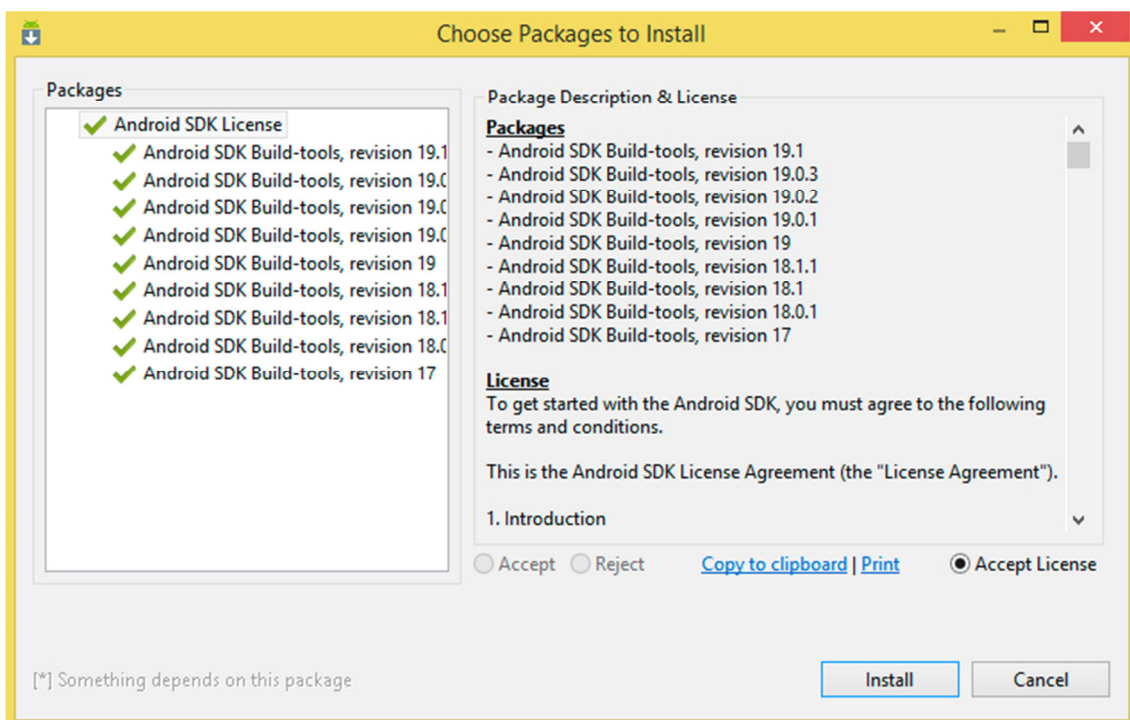 Choose Packages to Install
Packages
Android SDK License
Android SDK Build-tools, revision 19.1
Android SDK Build-tools, revision 19.0
Android SDK Build-tools, revision 19.0
Android SDK Build-tools, revision 19.0
Android SDK Build-tools, revision 19
Android SDK Build-tools, revision 18.1
Android SDK Build-tools, revision 18.1
Android SDK Build-tools, revision 18.0
Android SDK Build-tools, revision 17
Package Description & License
Packages
- Android SDK Build-tools, revision 19.1
- Android SDK Build-tools, revision 19.0.3
- Android SDK Build-tools, revision 19.0.2
- Android SDK Build-tools, revision 19.0.1
- Android SDK Build-tools, revision 19
- Android SDK Build-tools, revision 18.1.1
- Android SDK Build-tools, revision 18.1
- Android SDK Build-tools, revision 18.0.1
- Android SDK Build-tools, revision 17
License
To get started with the Android SDK, you must agree to the following
terms and conditions.
This is the Android SDK License Agreement (the "License Agreement").
1. Introduction
Accept Reject Copy to clipboard | Print Accept License
[*] Something depends on this package
Install Cancel